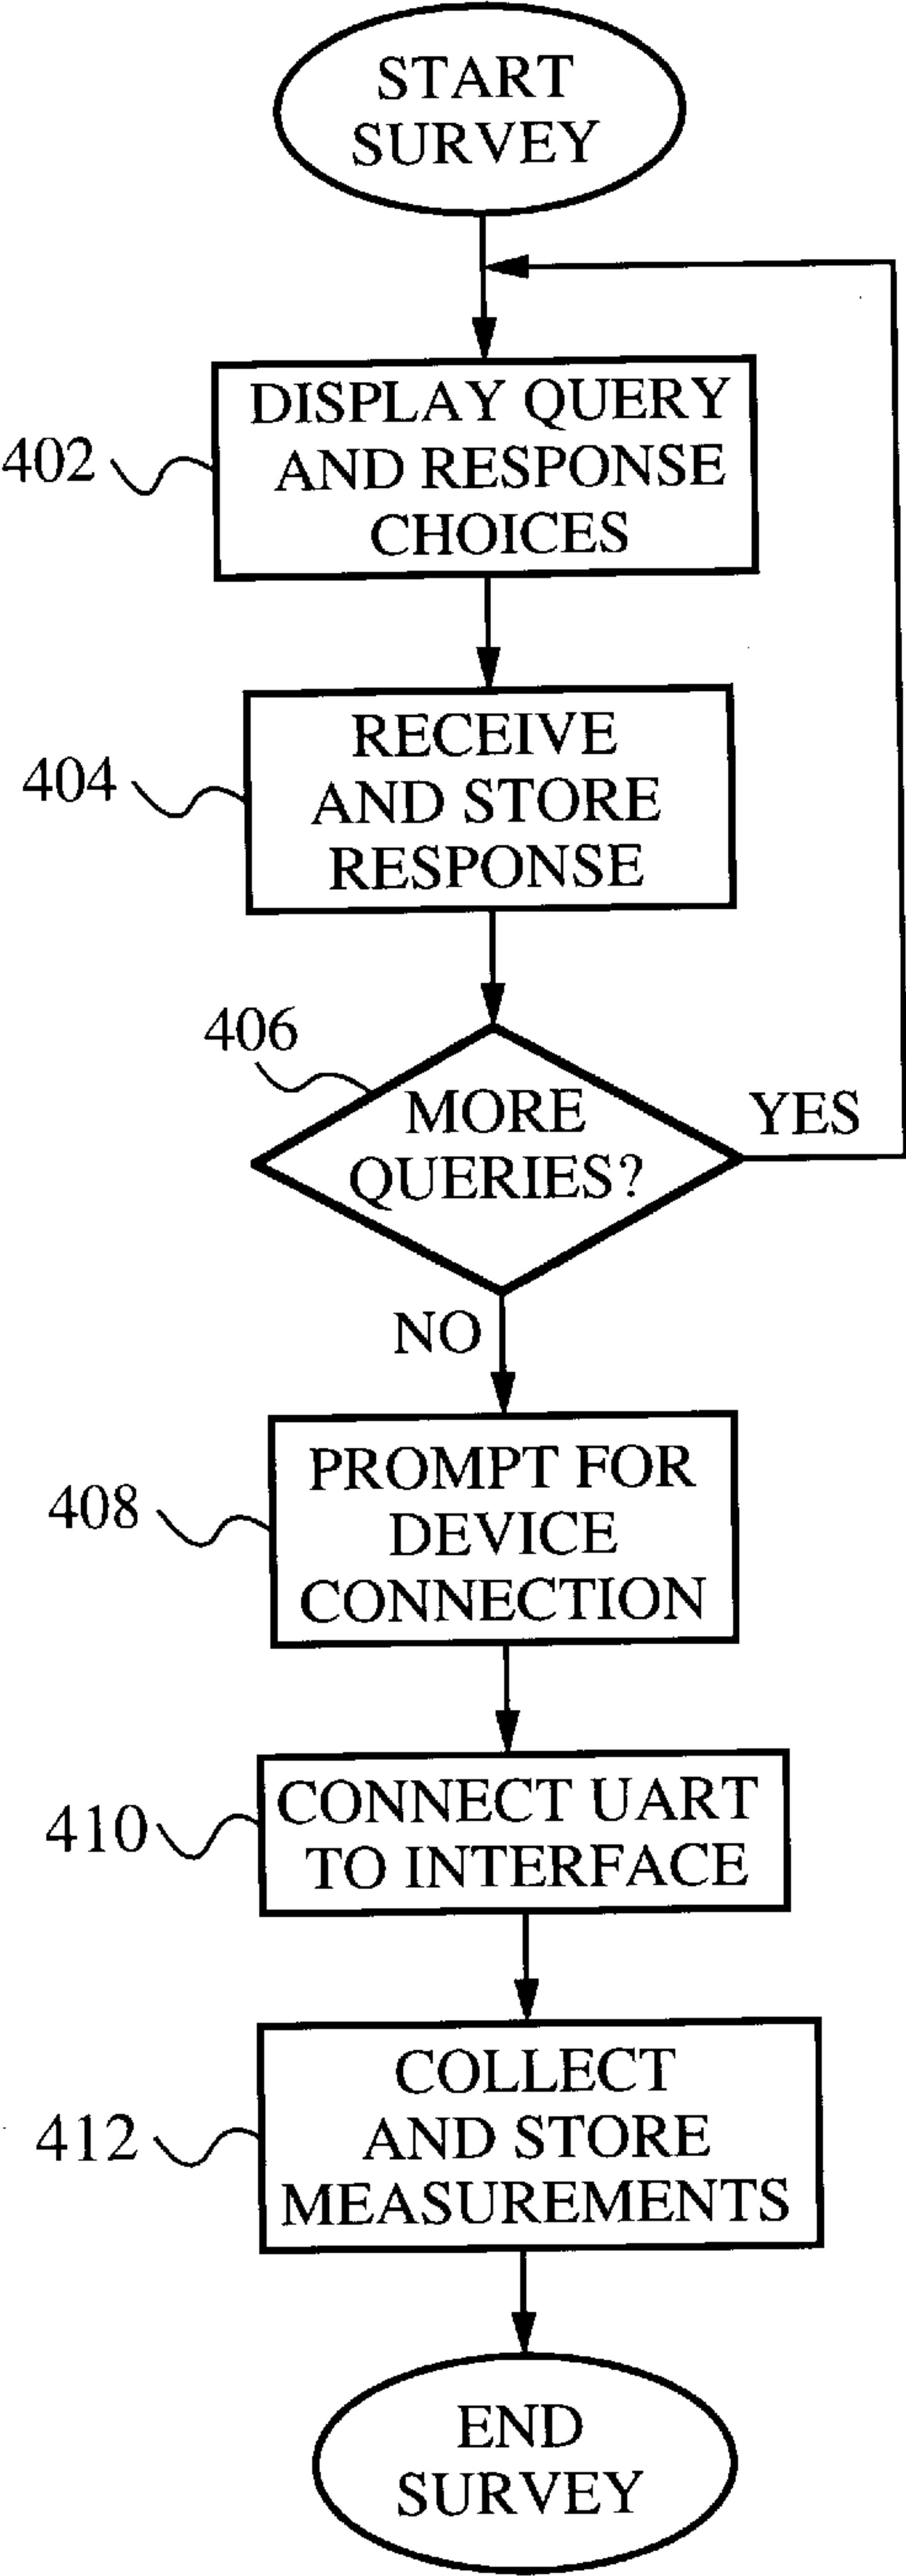 START
SURVEY
DISPLAY QUERY
AND RESPONSE
CHOICES
402
RECEIVE
AND STORE
RESPONSE
404
406
MORE
QUERIES?
YES
NO
PROMPT FOR
DEVICE
CONNECTION
408
CONNECT UART
TO INTERFACE
410
COLLECT
AND STORE
MEASUREMENTS
412
END
SURVEY